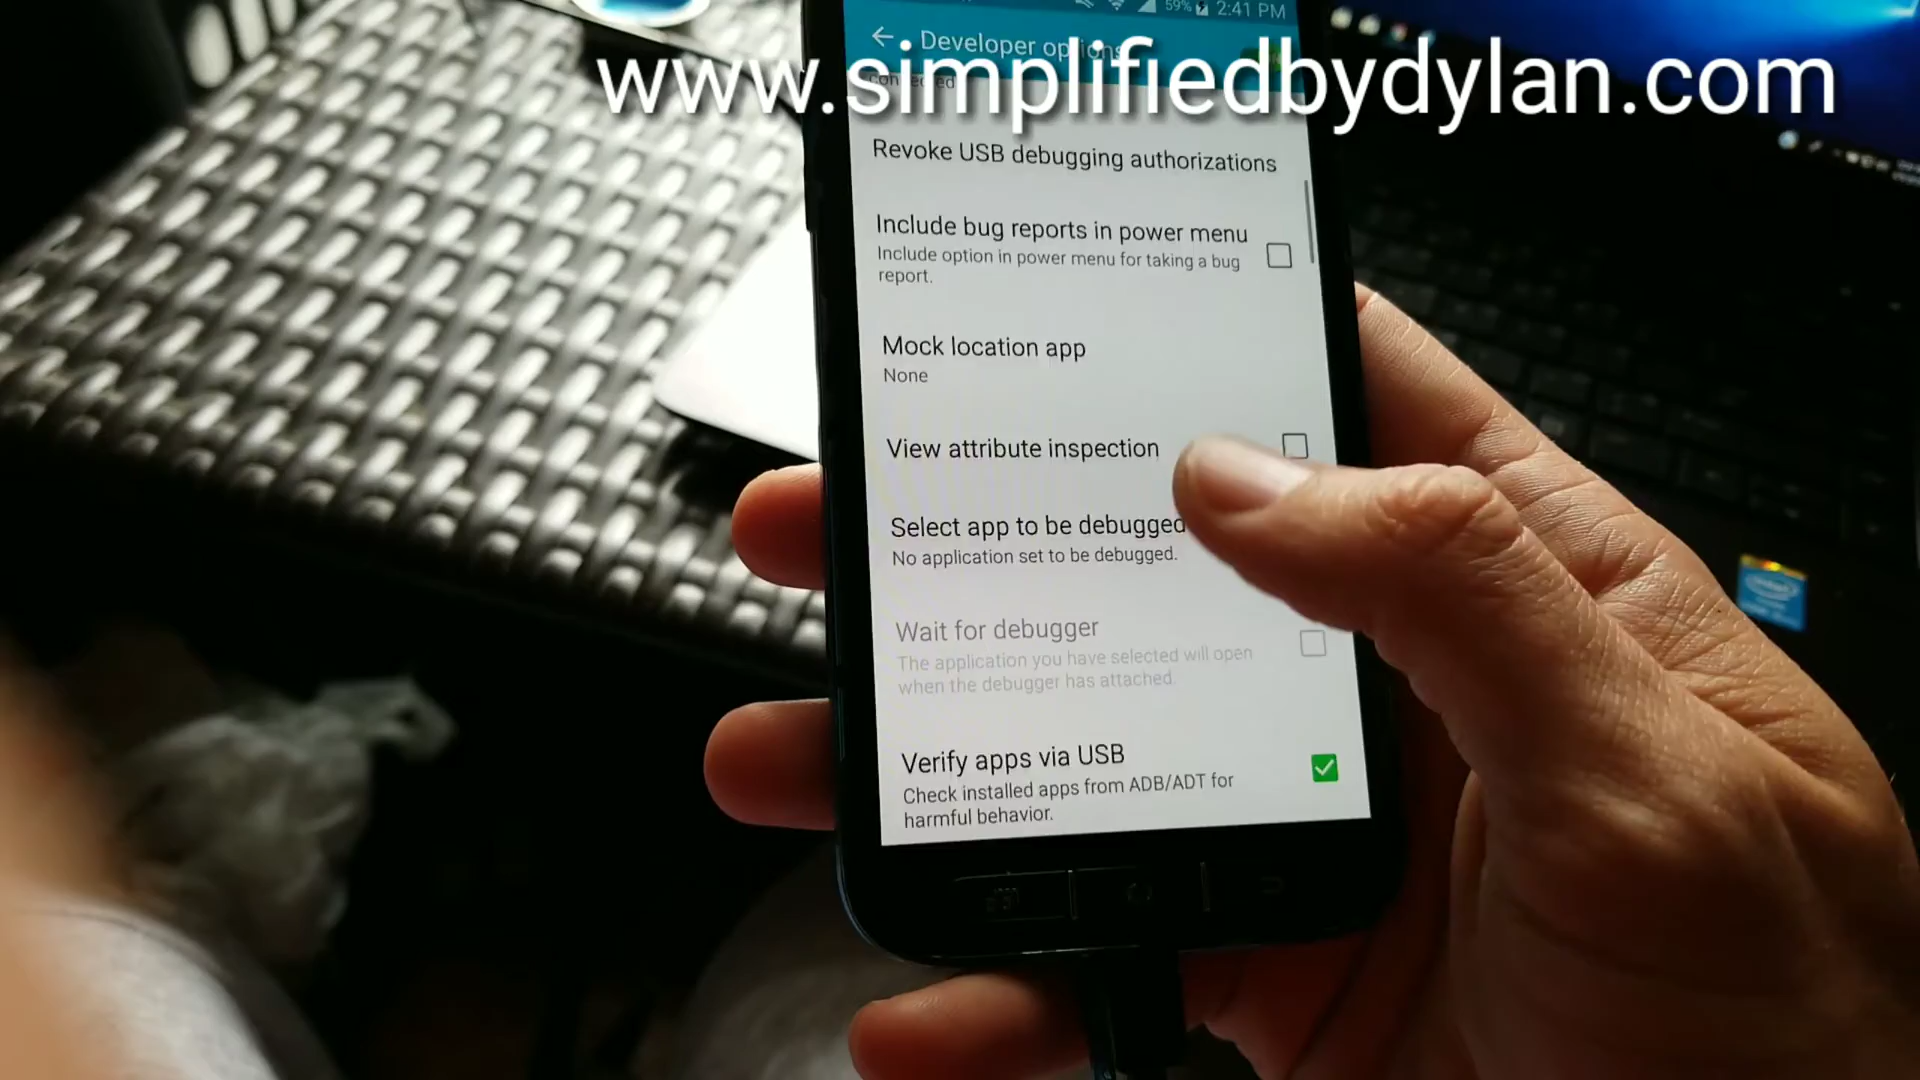 59% 2:41 PM
Developer options
www.simplifiedbydylan.com
connected
Revoke USB debugging authorizations
Include bug reports in power menu
Include option in power menu for taking a bug
report.
Mock location app
None
View attribute inspection
Select app to be debugged
No application set to be debugged.
Wait for debugger
The application you have selected will open
when the debugger has attached.
Verify apps via USB
Check installed apps from ADB/ADT for
harmful behavior.